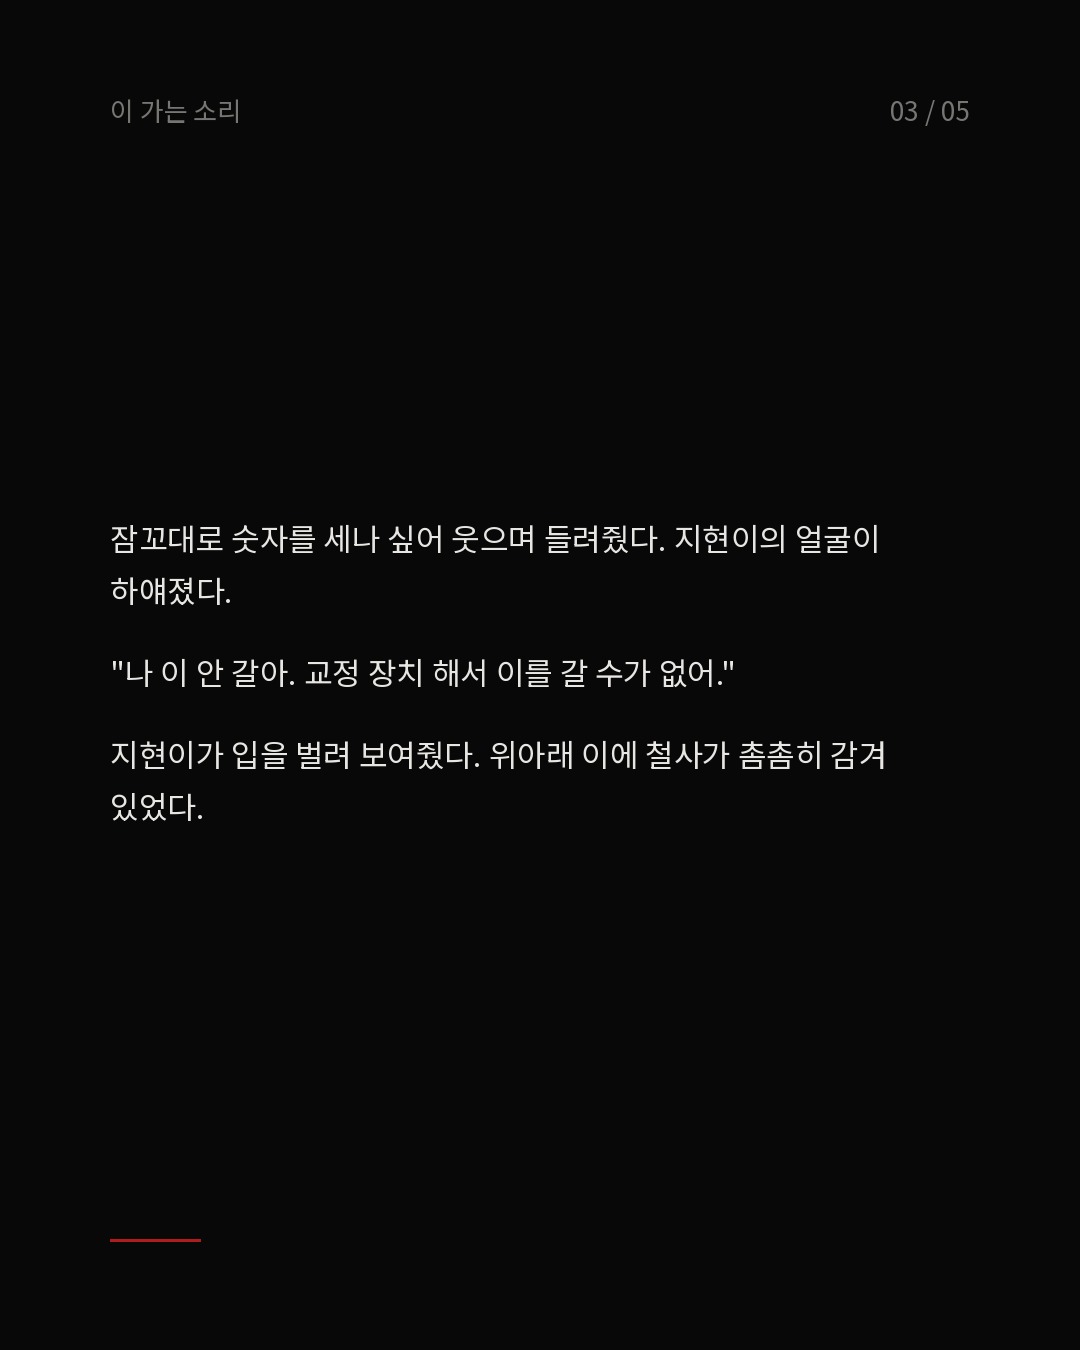 이 가는 소리
03 / 05
잠꼬대로 숫자를 세나 싶어 웃으며 들려줬다. 지현이의 얼굴이
하얘졌다.
"나 이 안 갈아. 교정 장치 해서 이를 갈 수가 없어."
지현이가 입을 벌려 보여줬다. 위아래 이에 철사가 촘촘히 감겨
있었다.